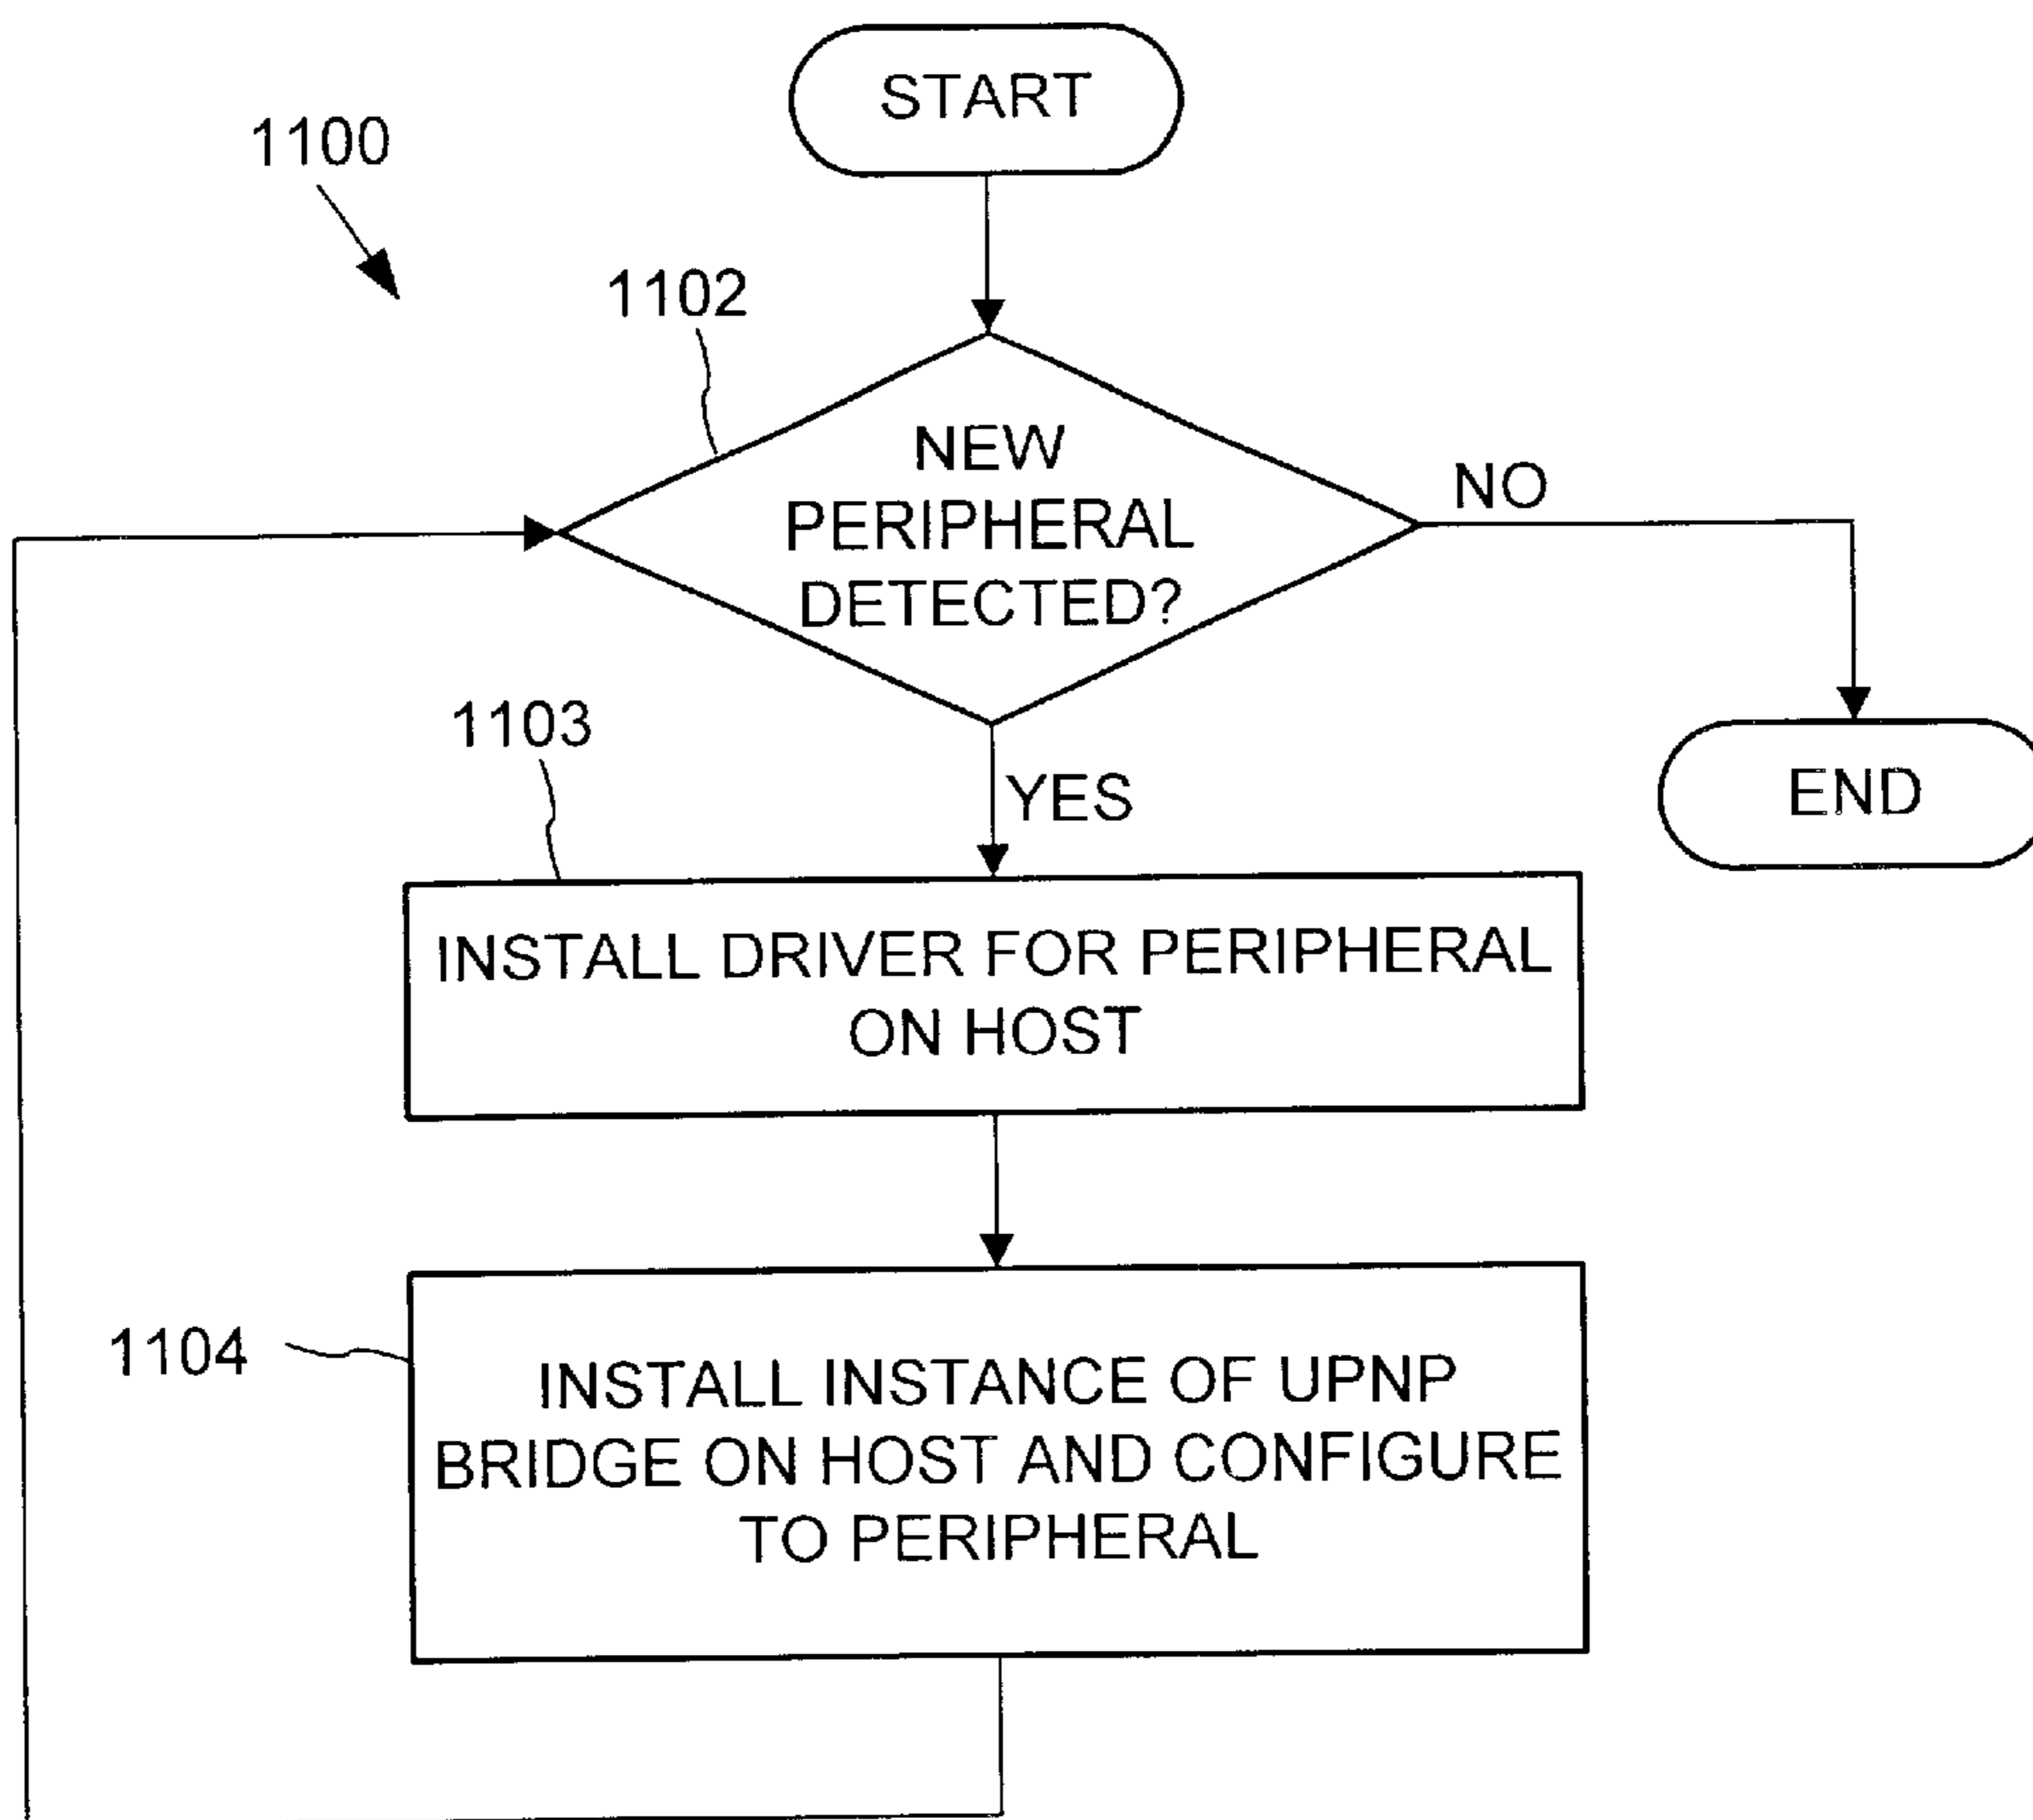 START
1100
1102
NEW
PERIPHERAL
DETECTED?
NO
1103
YES
END
INSTALL DRIVER FOR PERIPHERAL
ON HOST
1104
INSTALL INSTANCE OF UPNP
BRIDGE ON HOST AND CONFIGURE
TO PERIPHERAL